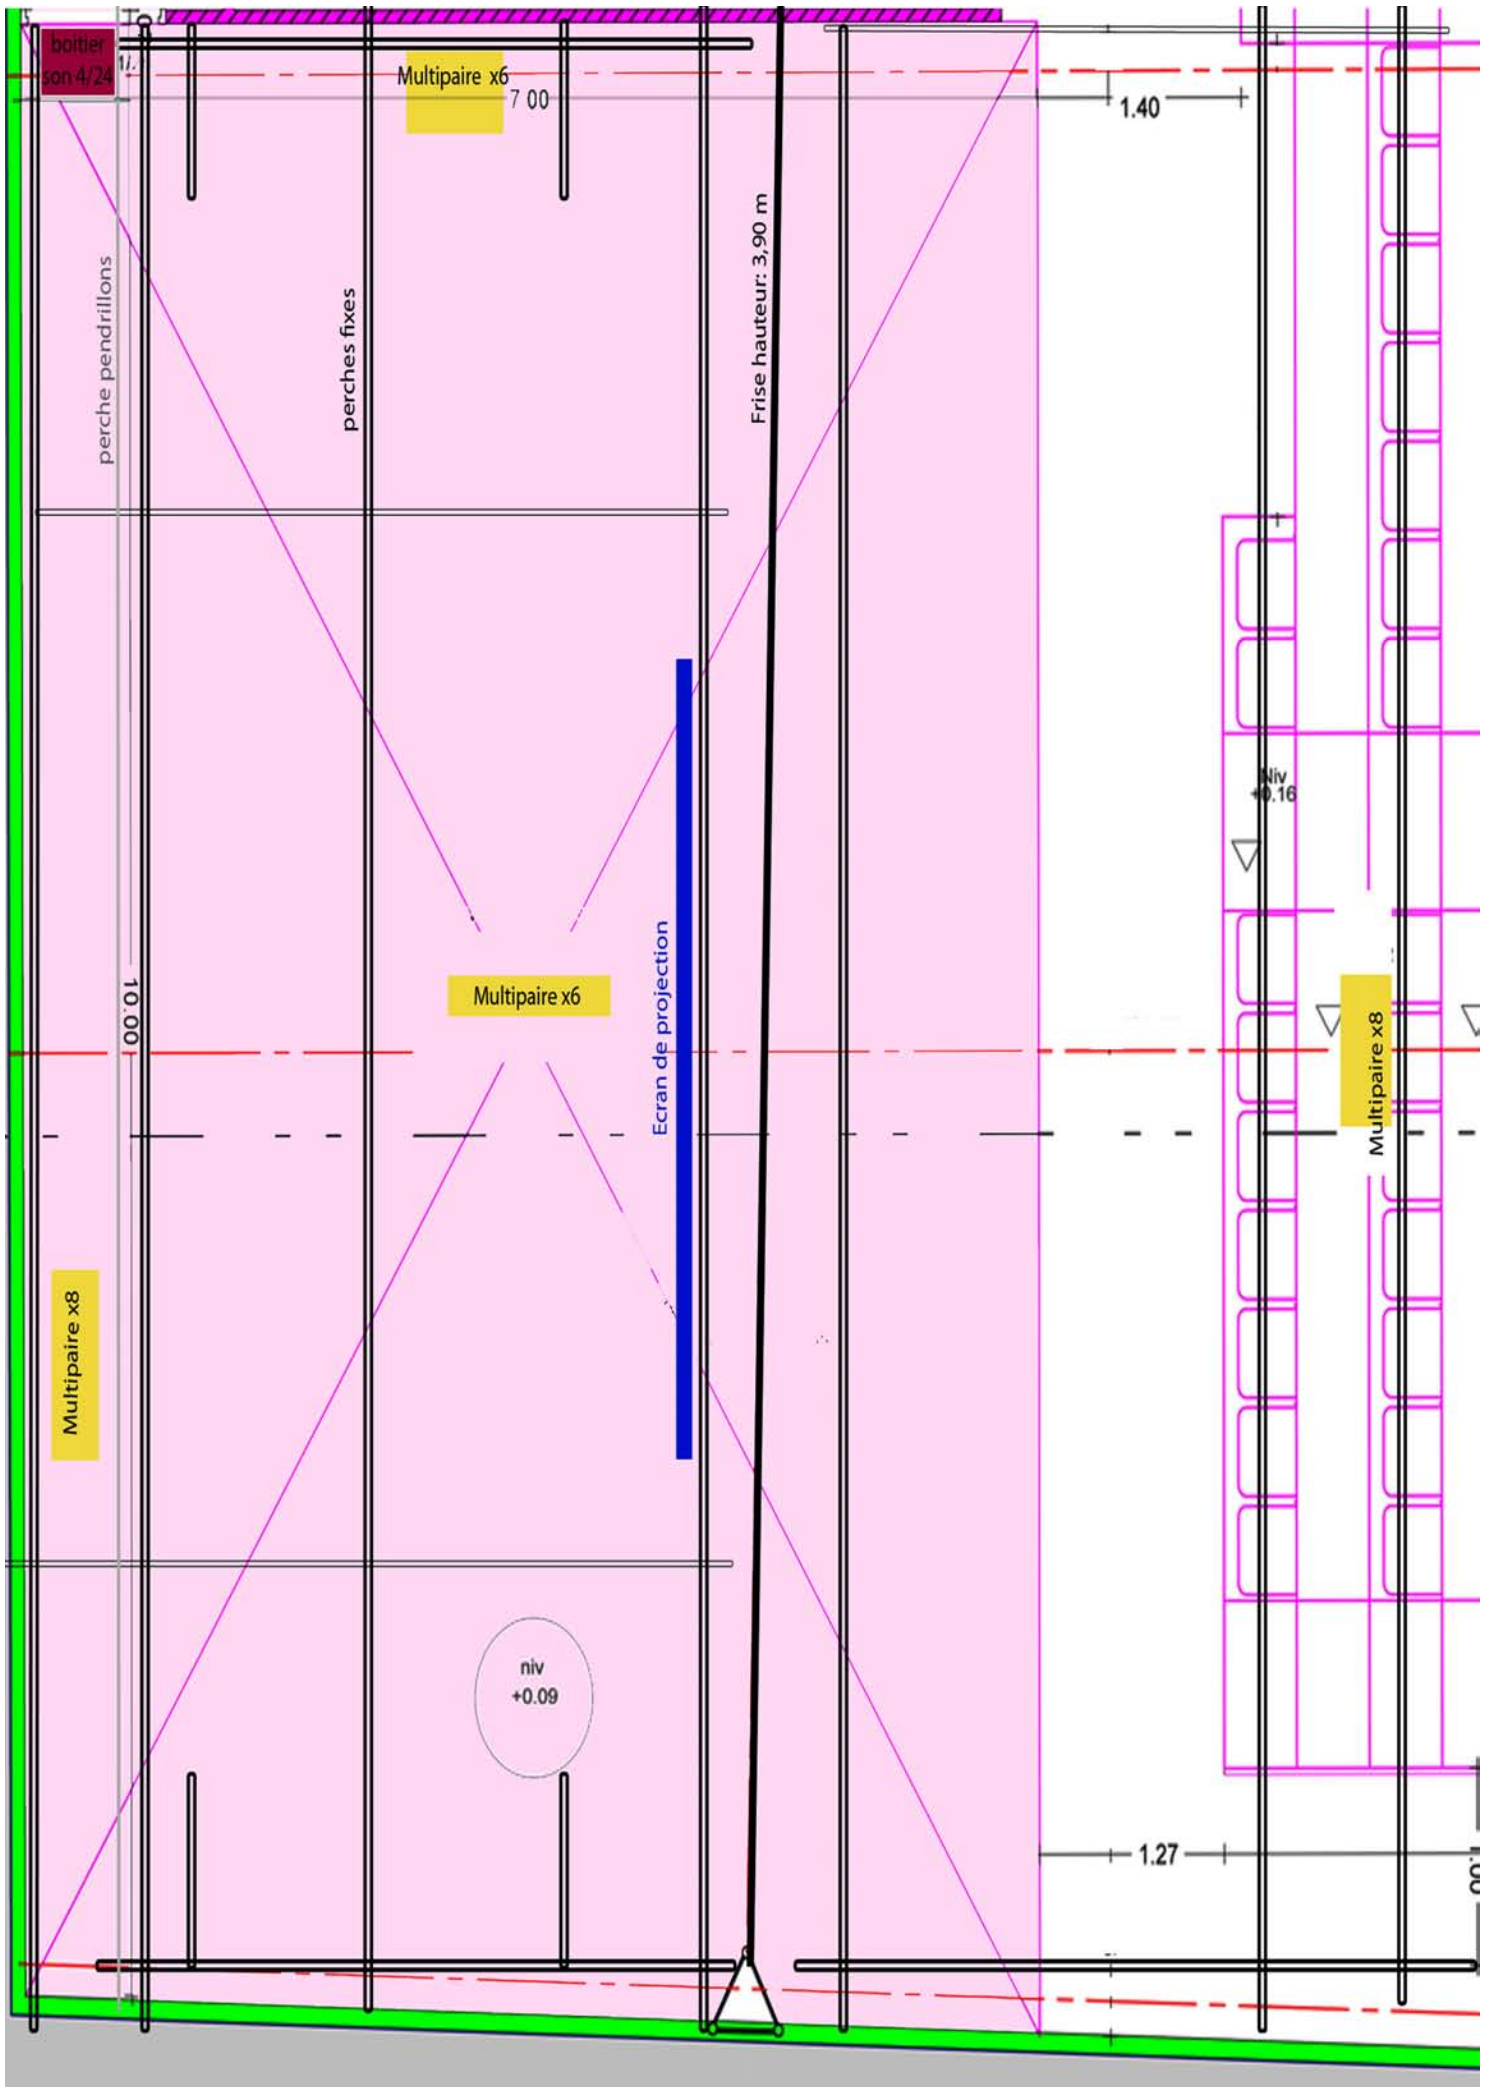 boitier
son 4/24
Multipaire x6
7 00
1.40
perche pendrillons
perches fixes
Frise hauteur: 3,90 m
Niv
+0.16
Multipaire x6
Ecran de projection
10.00
Multipaire x8
Multipaire x8
niv
+0.09
1.27